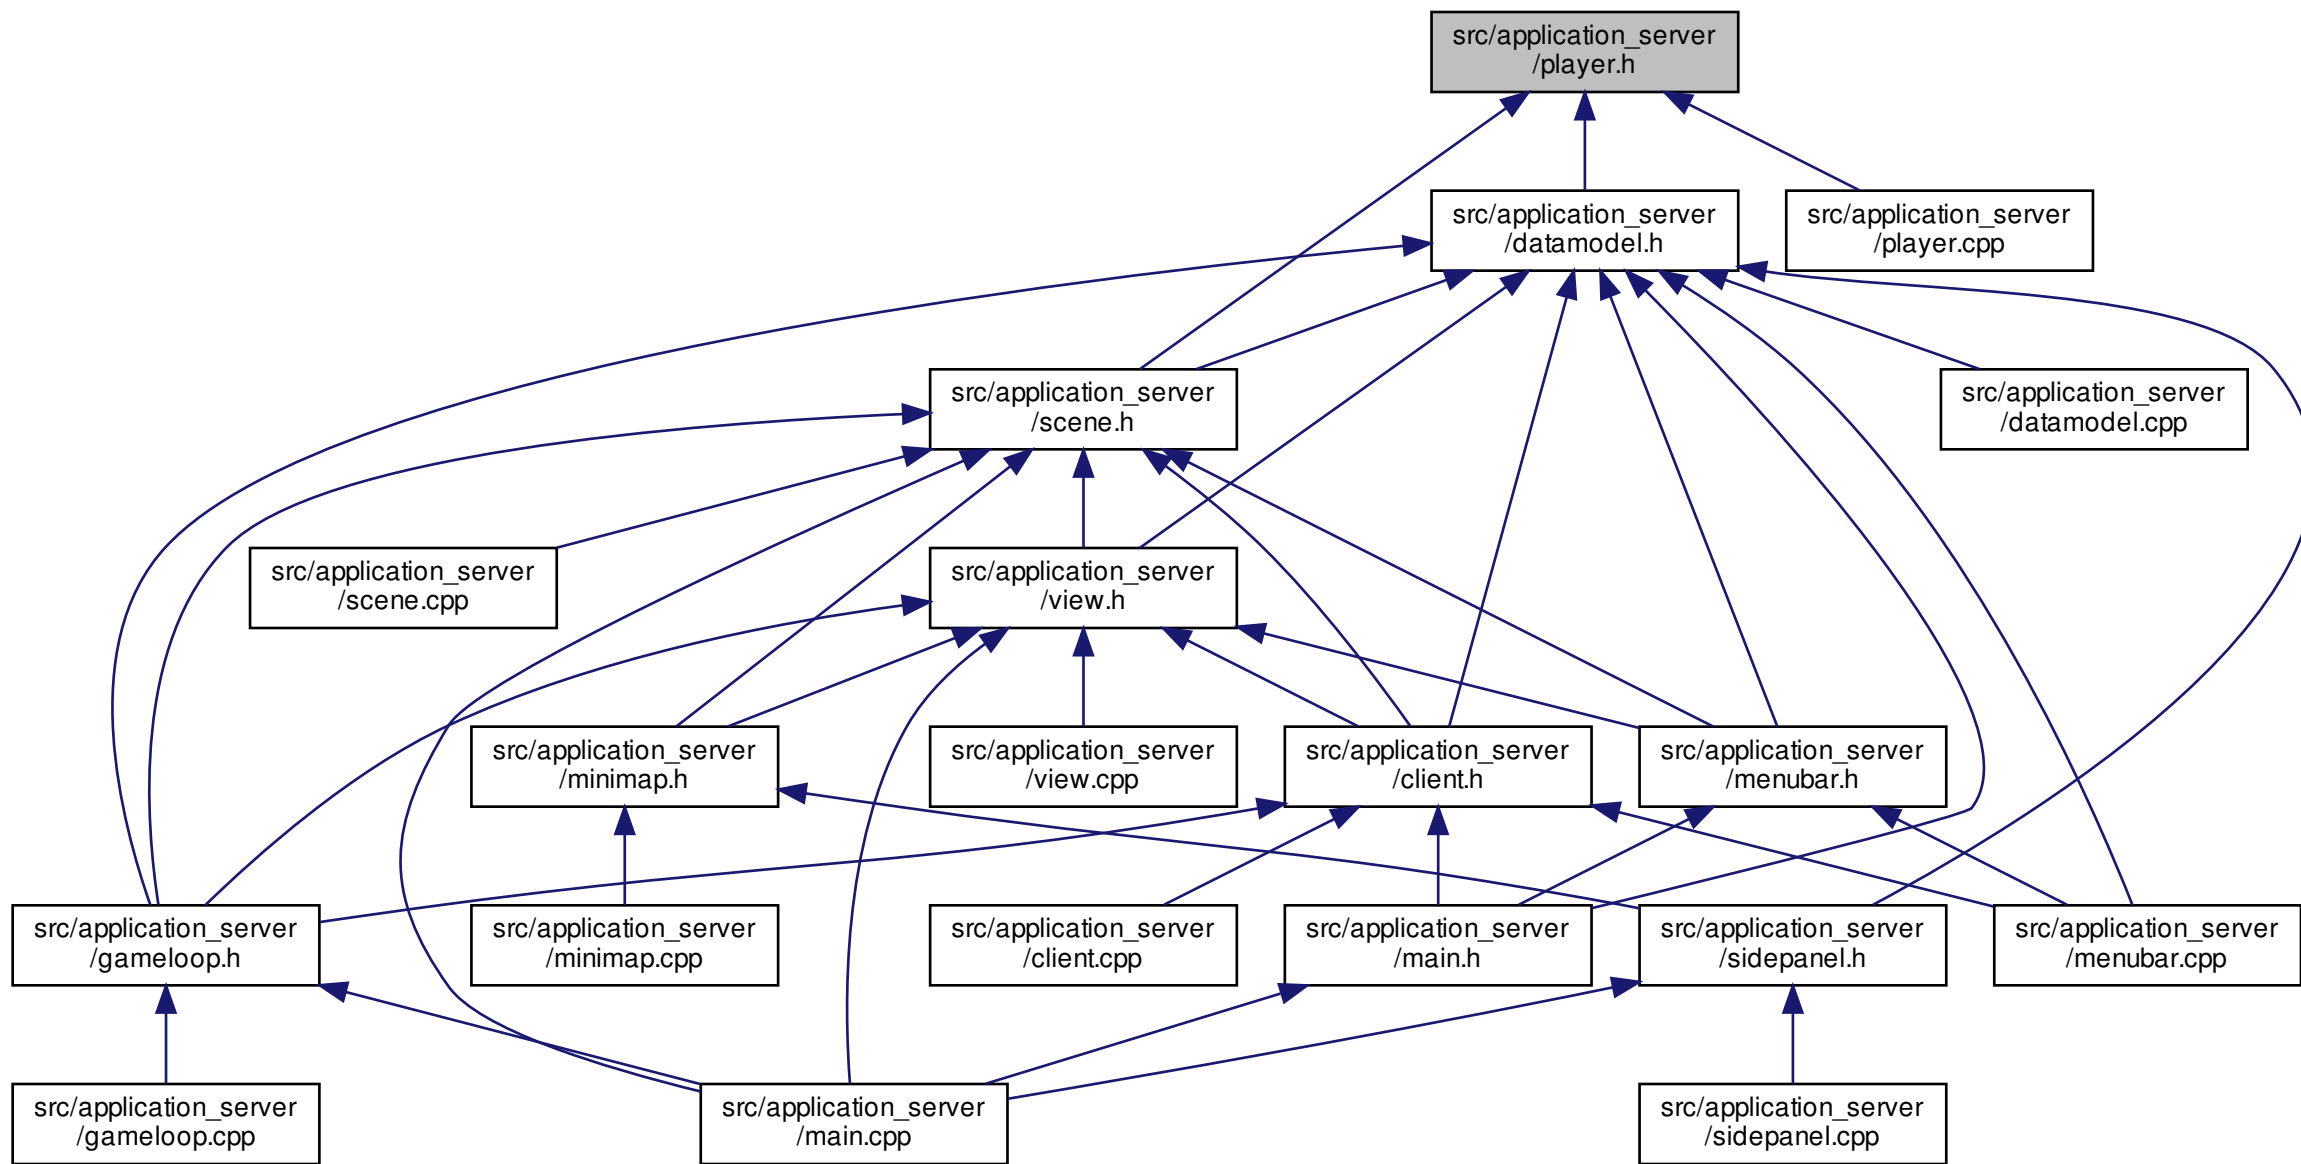 src/application_server
/player.h
src/application_server
/datamodel.h
src/application_server
/player.cpp
src/application_server
/scene.h
src/application_server
/datamodel.cpp
src/application_server
/scene.cpp
src/application_server
/view.h
src/application_server
/minimap.h
src/application_server
/view.cpp
src/application_server
/client.h
src/application_server
/menubar.h
src/application_server
/gameloop.h
src/application_server
/minimap.cpp
src/application_server
/client.cpp
src/application_server
/main.h
src/application_server
/sidepanel.h
src/application_server
/menubar.cpp
src/application_server
/gameloop.cpp
src/application_server
/main.cpp
src/application_server
/sidepanel.cpp